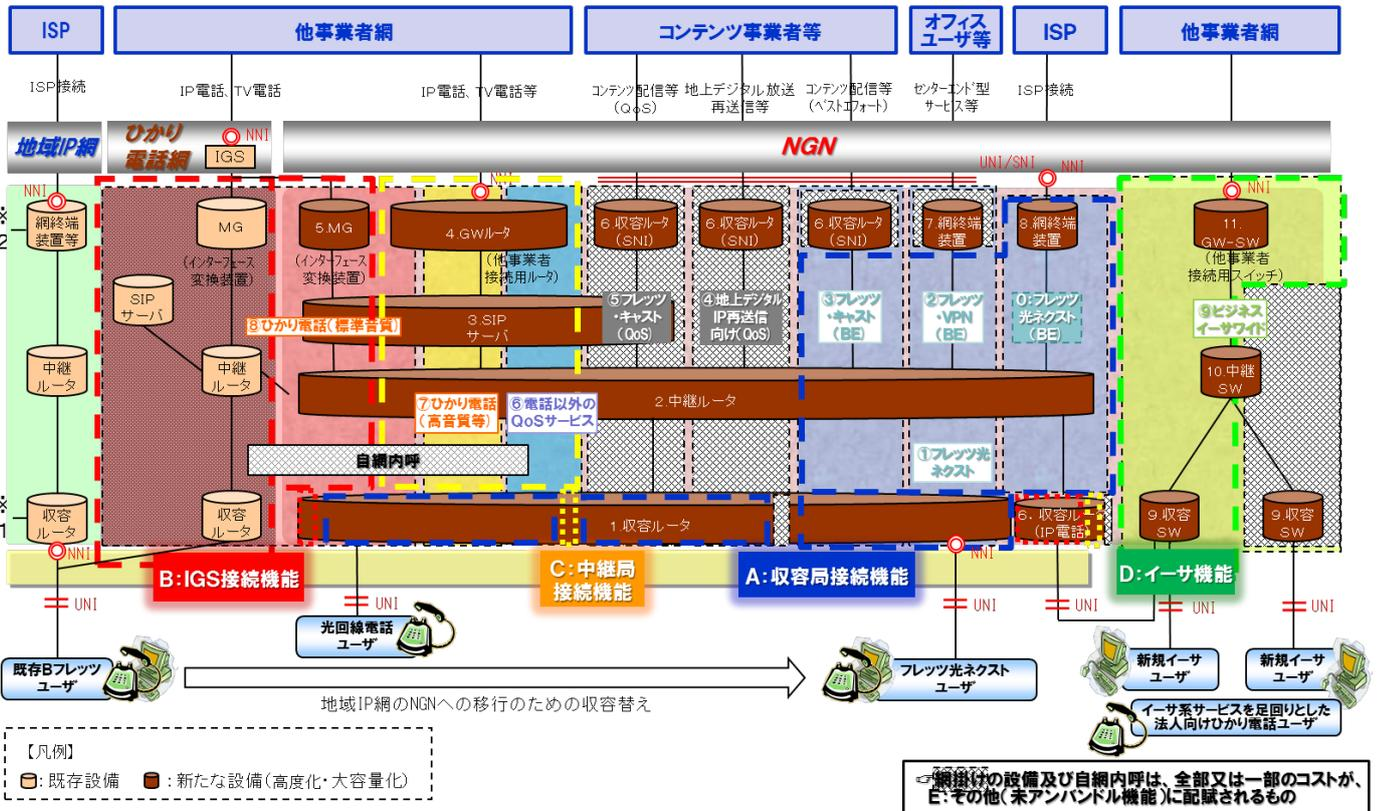 ISP
他事業者網
コンテンツ事業者等
オフィス
ユーザ等
ISP
他事業者網
ISP接続
IP電話、TV電話
IP電話、TV電話等
コンテンツ配信等
(QoS)
地上デジタル放送
再送信等
コンテンツ配信等
(ベストエフォート)
センターエンド型
サービス等
ISP接続
地域IP網
ひかり
電話網
NNI
IGS
NGN
UNI/SNI
NNI
NNI
NNI
NNI
※
2
網終端
装置等
MG
(インターフェース
変換装置)
5.MG
(インターフェース
変換装置)
4.GWルータ
(他事業者
接続用ルータ)
6.収容ルータ
(SNI)
6.収容ルータ
(SNI)
6.収容ルータ
(SNI)
7.網終端
装置
8.網終端
装置
11.
GW-SW
(他事業者
接続用スイッチ)
SIP
サーバ
⑧ひかり電話(標準音質)
3.SIP
サーバ
⑤フレッツ
・キャスト
(QoS)
④地上デジタル
IP再送信
向け(QoS)
③フレッツ
・キャスト
(BE)
②フレッツ
・VPN
(BE)
0:フレッツ
光ネクスト
(BE)
⑨ビジネス
イーサワイド
中継
ルータ
中継
ルータ
2.中継ルータ
10.中継
SW
⑦ひかり電話
(高音質等)
⑥電話以外の
QoSサービス
自網内呼
①フレッツ光
ネクスト
※
1
収容
ルータ
収容
ルータ
1.収容ルータ
6.収容ルー
(IP電話
9.収容
SW
9.収容
SW
NNI
NNI
B:IGS接続機能
C:中継局
接続機能
A:収容局接続機能
D:イーサ機能
UNI
UNI
UNI
UNI
UNI
UNI
光回線電話
ユーザ
既存Bフレッツ
ユーザ
フレッツ光ネクスト
ユーザ
新規イーサ
ユーザ
新規イーサ
ユーザ
地域IP網のNGNへの移行のための収容替え
イーサ系サービスを足回りとした
法人向けひかり電話ユーザ
【凡例】
:既存設備
:新たな設備(高度化・大容量化)
☞網掛けの設備及び自網内呼は、全部又は一部のコストが、
E:その他(未アンバンドル機能)に配賦されるもの